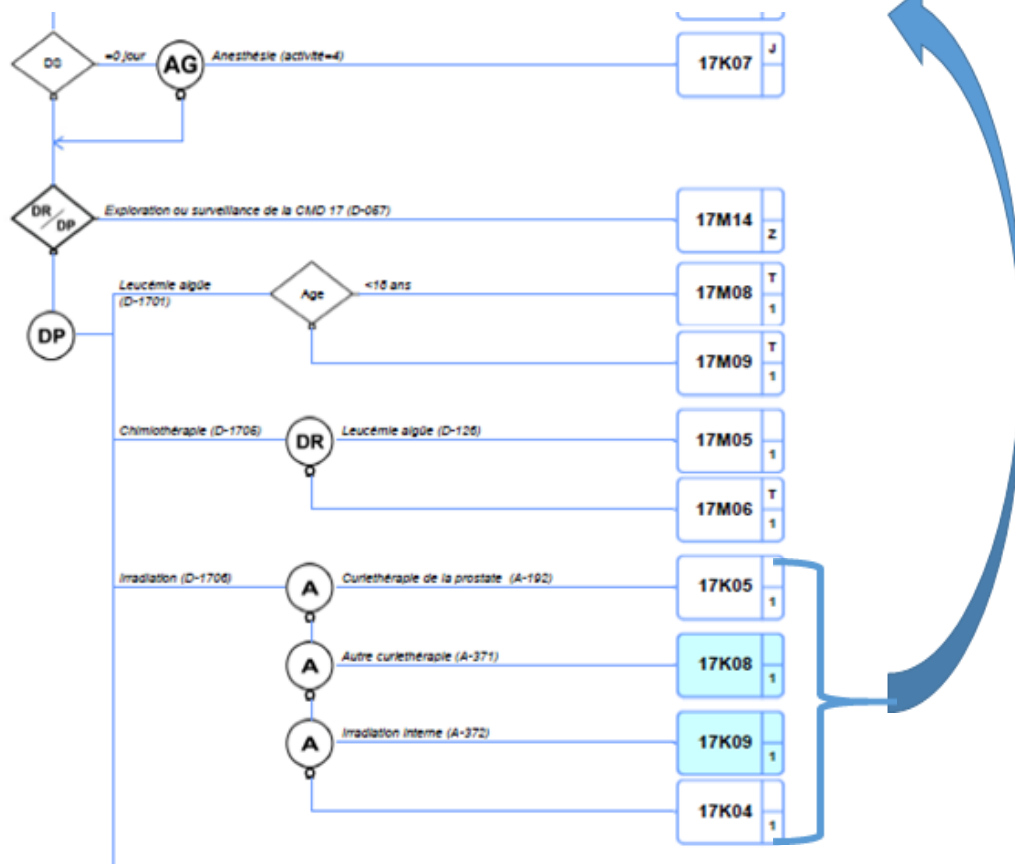 DS
=0 jour
AG
Anesthésie (activité=4)
17K07
J
DR/DP
Exploration ou surveillance de la CMD 17 (D-067)
17M14
Z
DP
Leucémie aigüe
(D-1701)
Age
<18 ans
17M08
T
1
17M09
T
1
Chimiothérapie (D-1706)
DR
Leucémie aigüe (D-126)
17M05
1
17M06
T
1
Irradiation (D-1706)
A
Curiethérapie de la prostate (A-192)
17K05
1
A
Autre curiethérapie (A-371)
17K08
1
A
Irradiation interne (A-372)
17K09
1
17K04
1